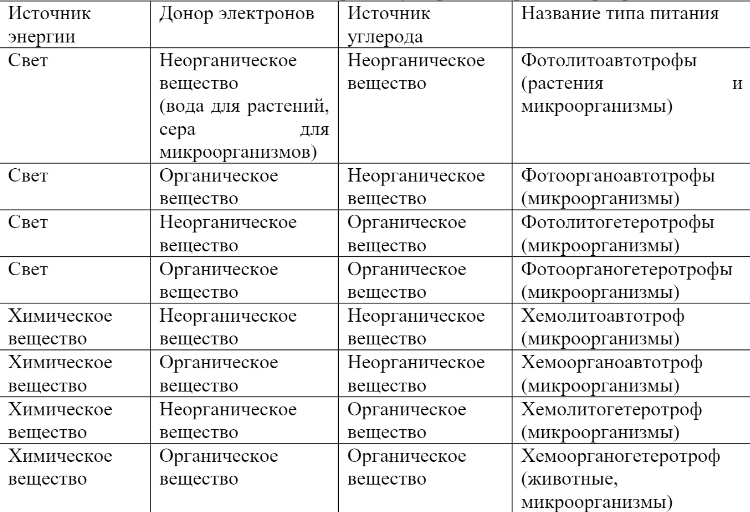 Источник энергии
Донор электронов
Источник углерода
Название типа питания
Свет
Неорганическое
вещество
(вода для растений,
сера для
микроорганизмов)
Неорганическое
вещество
Фотолитоавтотрофы
(растения и
микроорганизмы)
Свет
Органическое
вещество
Неорганическое
вещество
Фотоорганоавтотрофы
(микроорганизмы)
Свет
Неорганическое
вещество
Органическое
вещество
Фотолитогетеротрофы
(микроорганизмы)
Свет
Органическое
вещество
Органическое
вещество
Фотоорганогетеротрофы
(микроорганизмы)
Химическое
вещество
Неорганическое
вещество
Неорганическое
вещество
Хемолитоавтотроф
(микроорганизмы)
Химическое
вещество
Органическое
вещество
Неорганическое
вещество
Хемоорганоавтотроф
(микроорганизмы)
Химическое
вещество
Неорганическое
вещество
Органическое
вещество
Хемолитогетеротроф
(микроорганизмы)
Химическое
вещество
Органическое
вещество
Органическое
вещество
Хемоорганогетеротроф
(животные,
микроорганизмы)